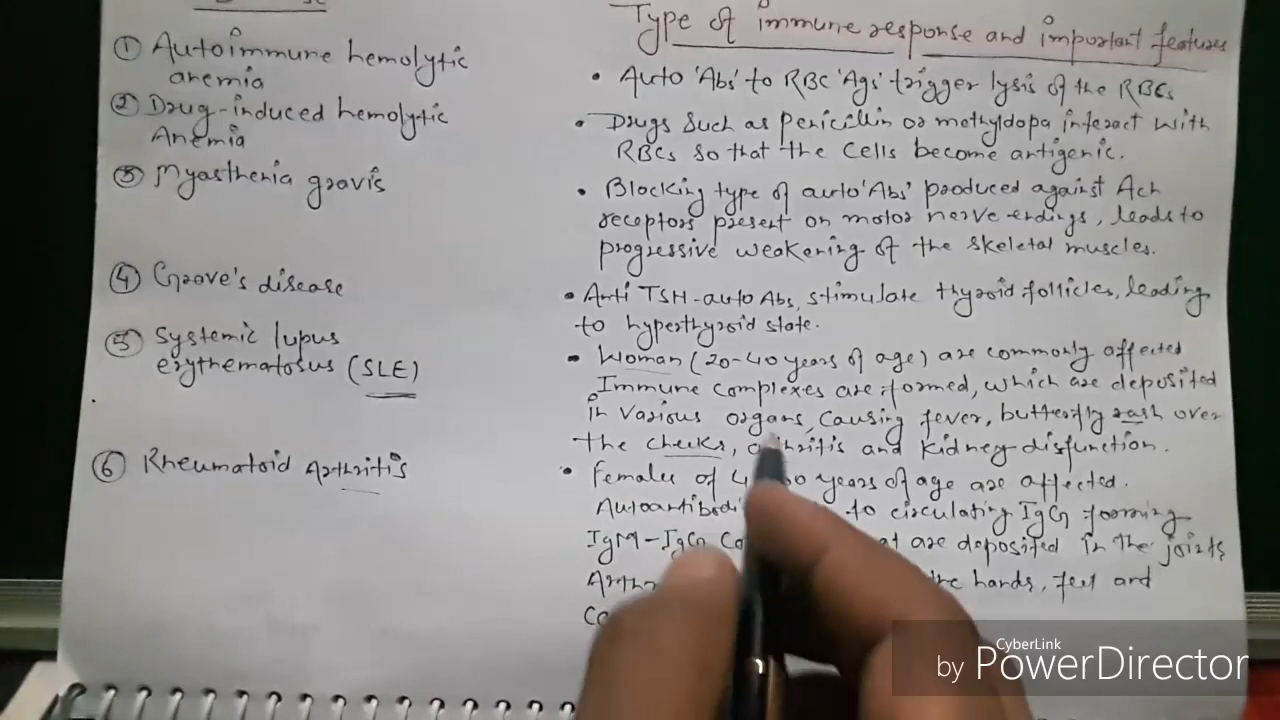 Type of immune response and important features
① Autoimmune hemolytic
anemia
• Auto 'Abs' to RBC 'Ags' trigger lysis of the RBCs
② Drug-induced hemolytic
Anemia
• Drugs such as penicillin or methyldopa interact with
RBCs so that the cells become antigenic.
③ Myasthenia gravis
• Blocking type of auto 'Abs' produced against Ach
receptors present on motor nerve endings, leads to
progressive weakening of the skeletal muscles.
④ Grave's disease
• Anti TSH-auto Abs, stimulate thyroid follicles, leading
to hyperthyroid state.
⑤ Systemic lupus
erythematosus (SLE)
• Woman (20-40 years of age) are commonly affected
Immune complexes are formed, which are deposited
in various organs, causing fever, butterfly rash over
the cheeks, arthritis and kidney disfunction.
⑥ Rheumatoid Arthritis
• Females of years of age are affected.
to circulating IgG forming
IgM-IgG are deposited in the joints
hands, feet and
CyberLink
by PowerDirector